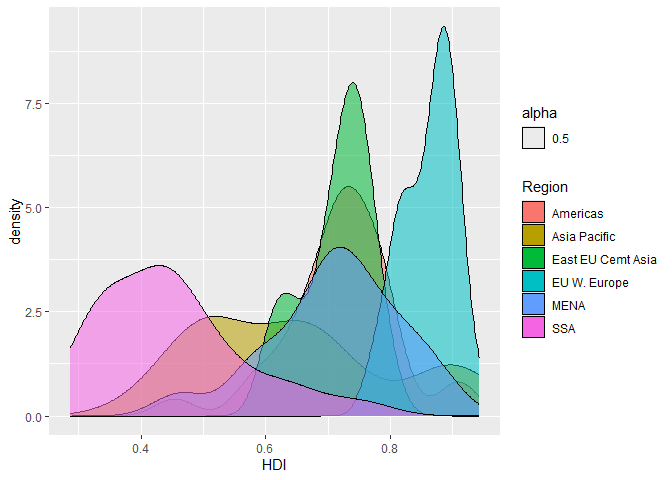 7.5
5.0
2.5
0.0
density
0.4
0.6
0.8
HDI
alpha
0.5
Region
Americas
Asia Pacific
East EU Cemt Asia
EU W. Europe
MENA
SSA